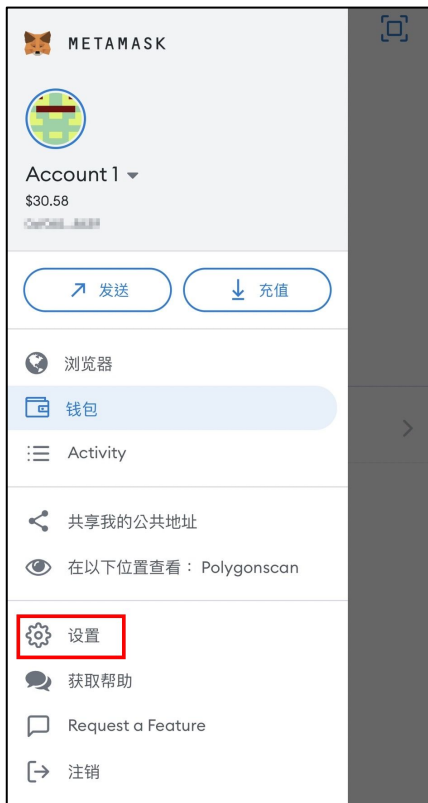 METAMASK
Account 1
$30.58
发送
充值
浏览器
钱包
Activity
共享我的公共地址
在以下位置查看： Polygonscan
设置
获取帮助
Request a Feature
注销